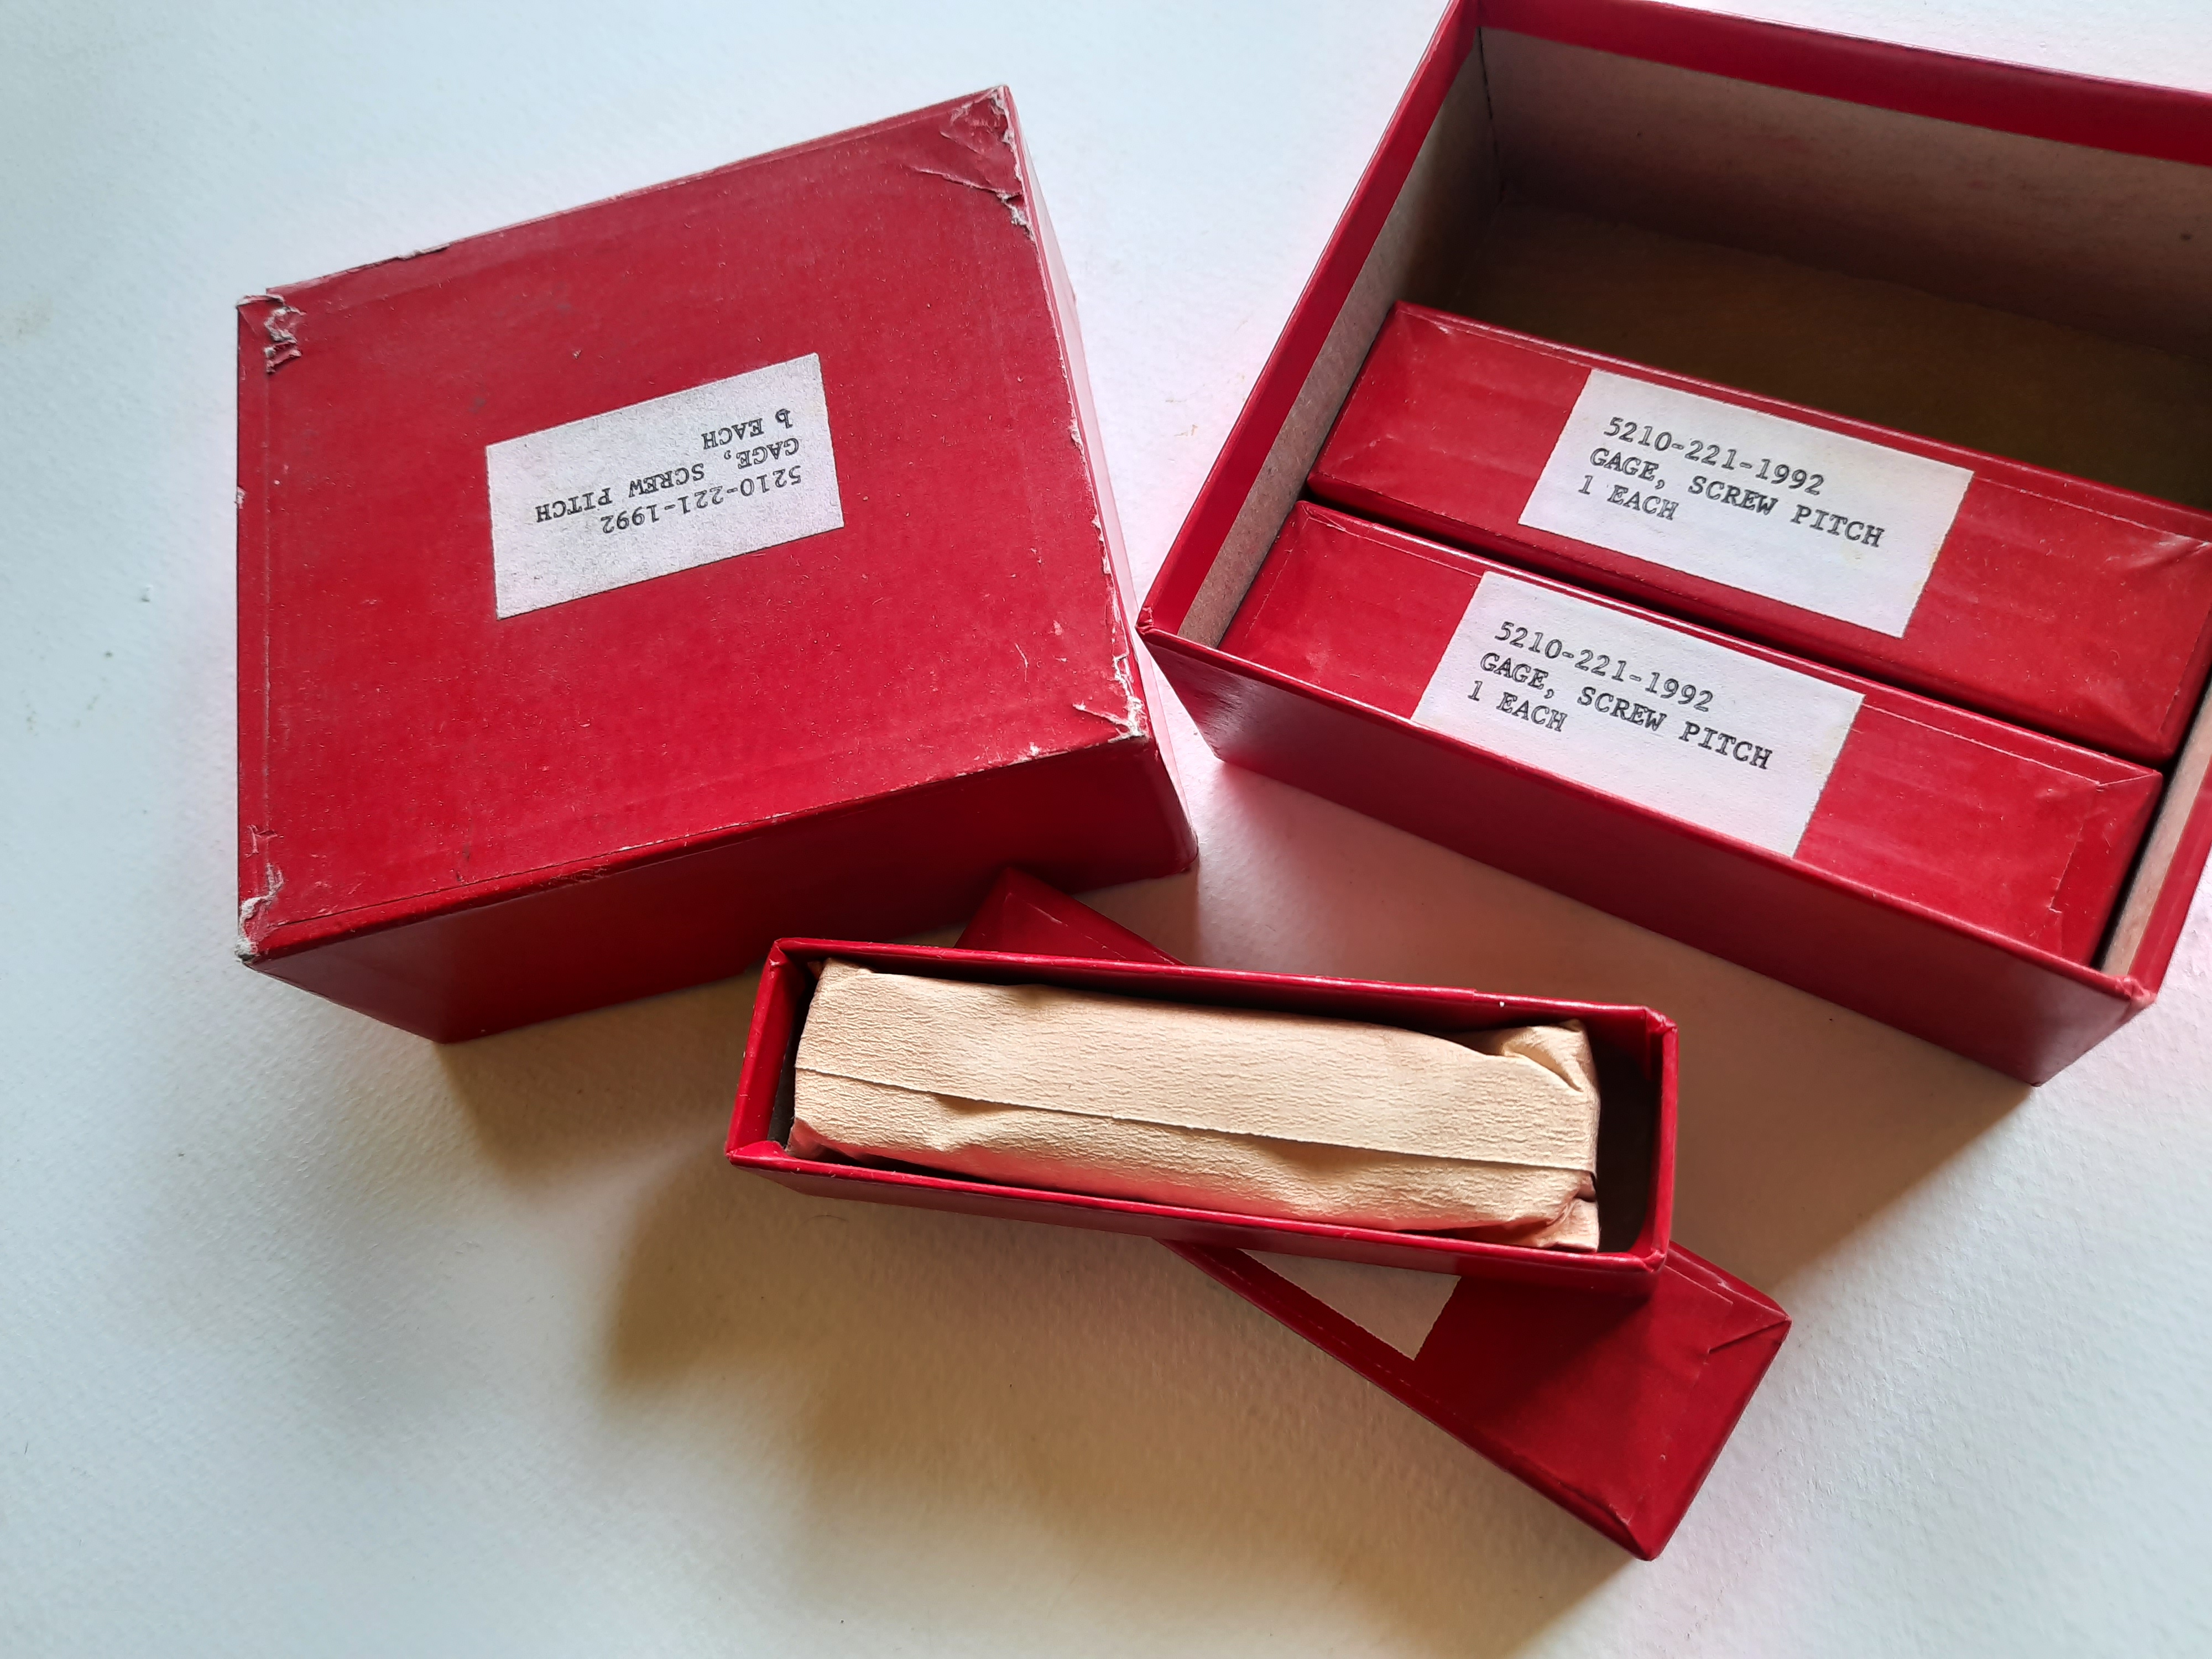 5210-221-1992
GAGE, SCREW PITCH
4 EACH
5210-221-1992
GAGE, SCREW PITCH
1 EACH
5210-221-1992
GAGE, SCREW PITCH
1 EACH